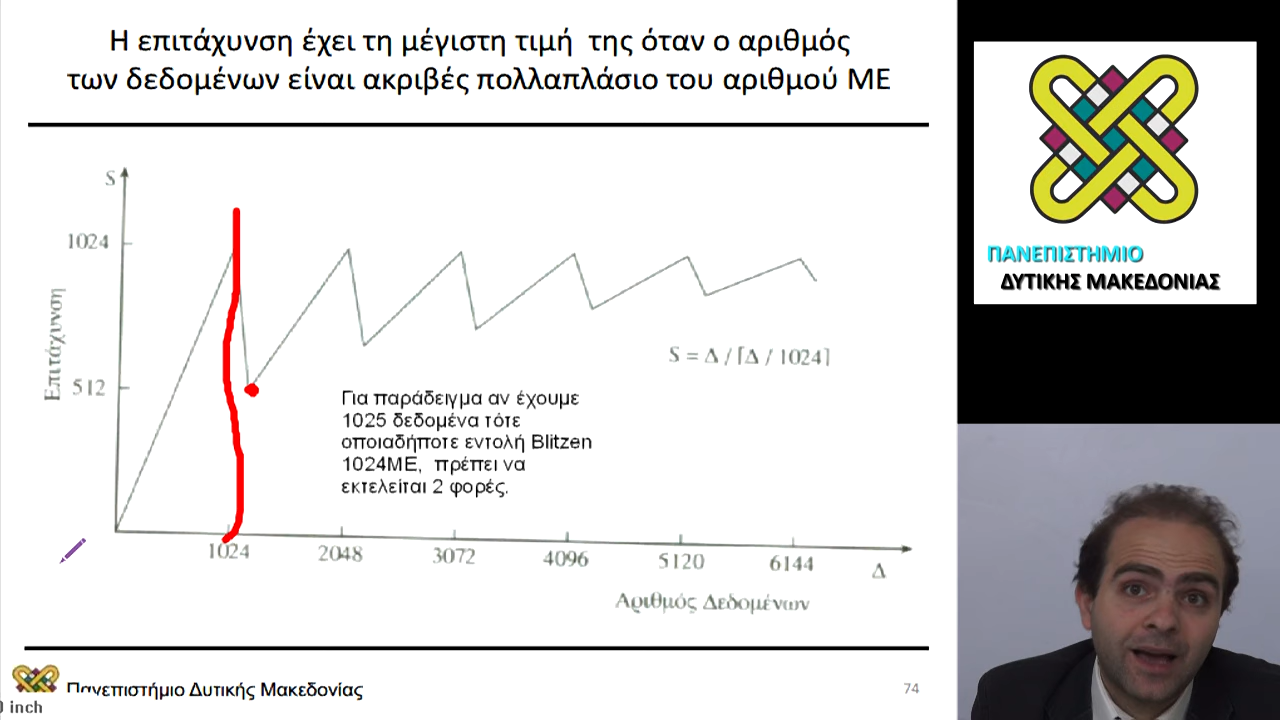 Η επιτάχυνση έχει τη μέγιστη τιμή της όταν ο αριθμός
των δεδομένων είναι ακριβές πολλαπλάσιο του αριθμού ΜΕ
S
1024
Επιτάχυνση
512
S = Δ / ⌈Δ / 1024⌉
Για παράδειγμα αν έχουμε
1025 δεδομένα τότε
οποιαδήποτε εντολή Blitzen
1024ΜΕ, πρέπει να
εκτελείται 2 φορές.
1024 2048 3072 4096 5120 6144 Δ
Αριθμός Δεδομένων
Πανεπιστήμιο Δυτικής Μακεδονίας
74
inch
ΠΑΝΕΠΙΣΤΗΜΙΟ
ΔΥΤΙΚΗΣ ΜΑΚΕΔΟΝΙΑΣ